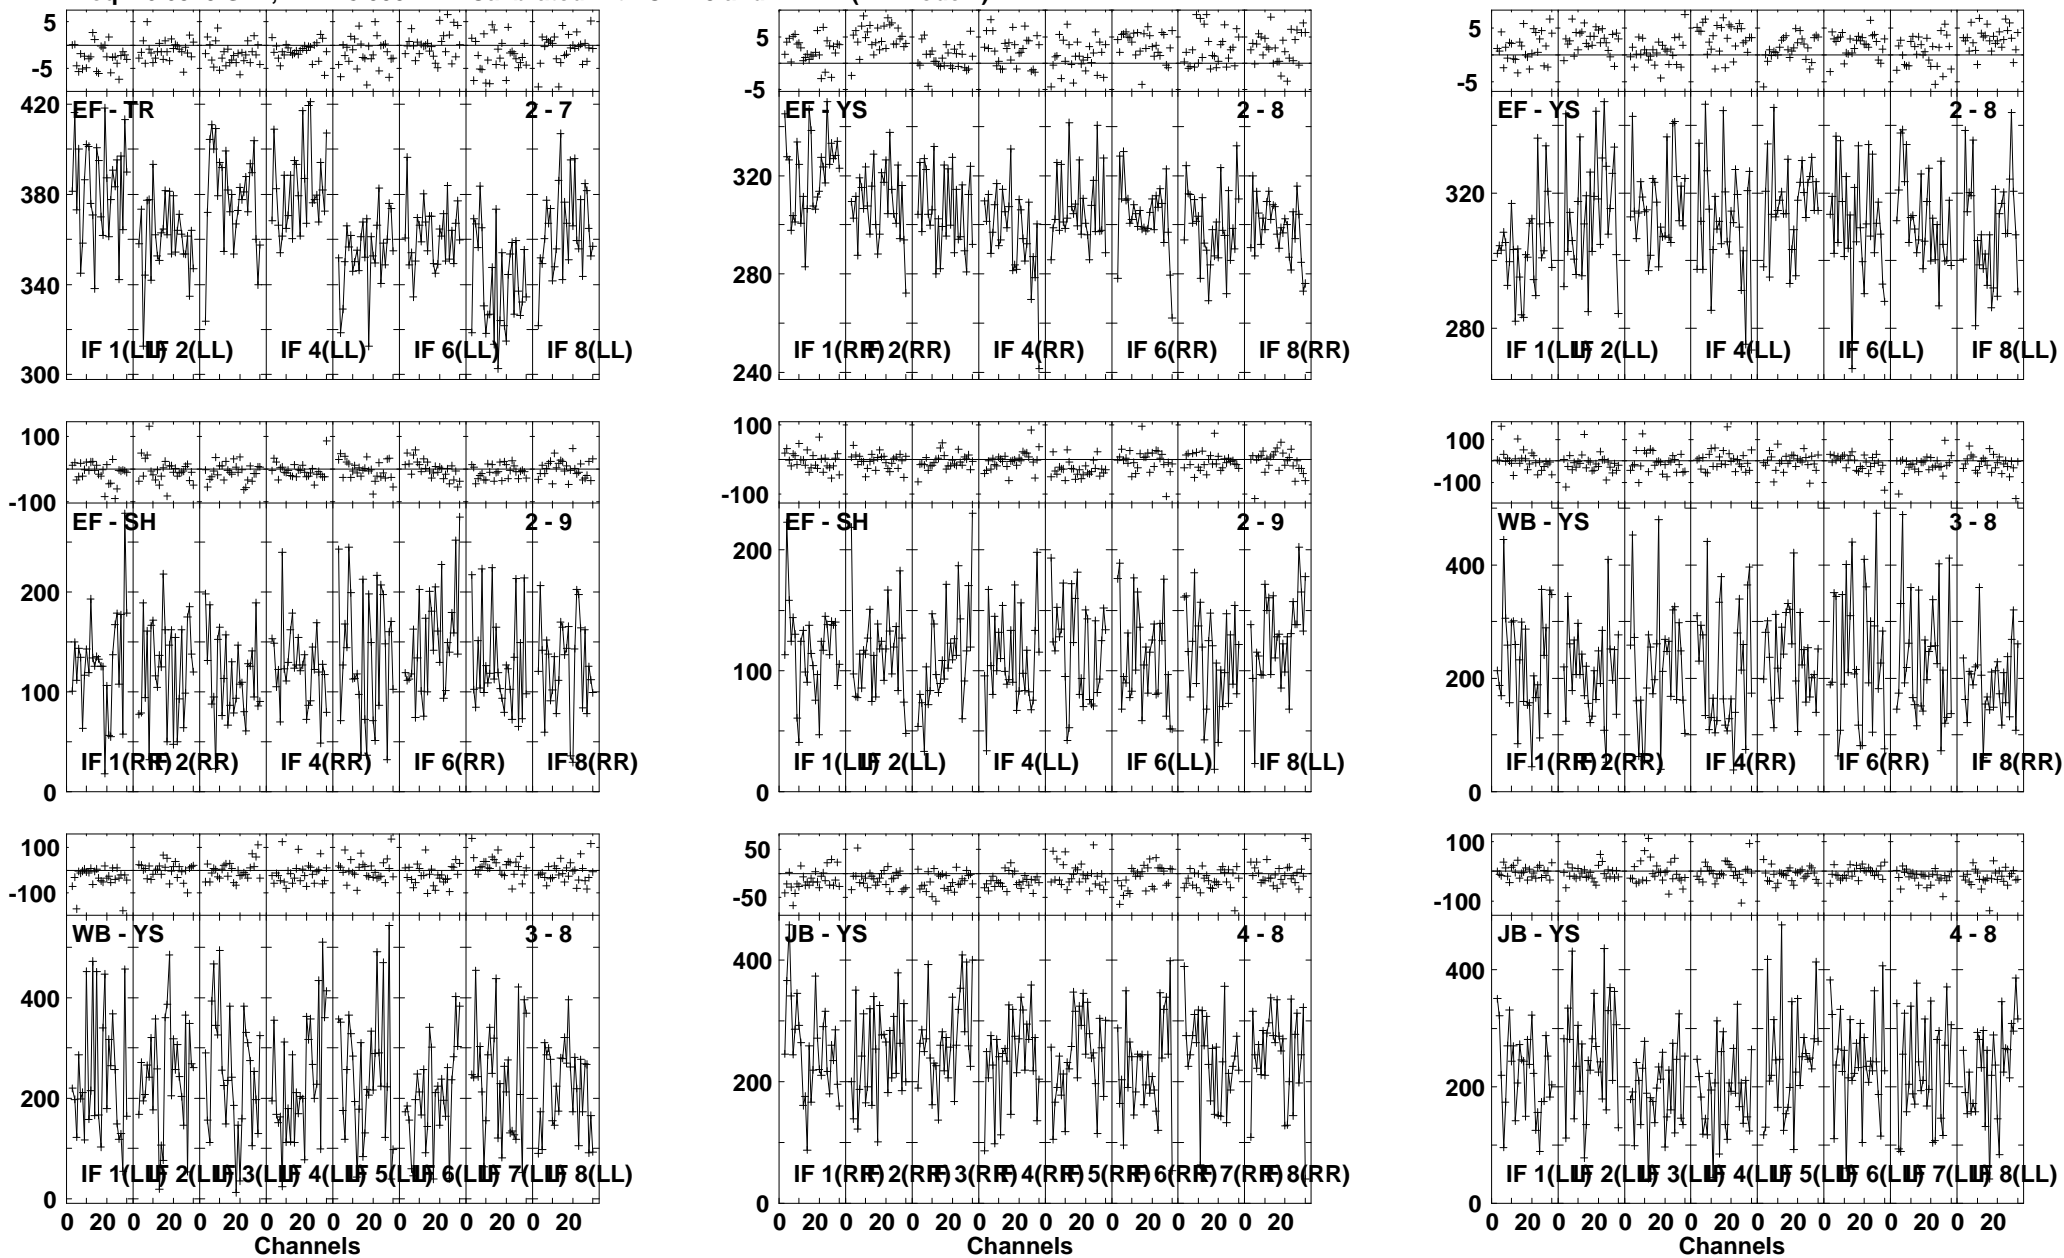 5
-5
420
380
340
300
EF - TR
2 - 7
IF 1(LL)
IF 2(LL)
IF 4(LL)
IF 6(LL)
IF 8(LL)
5
-5
320
280
240
EF - YS
2 - 8
IF 1(RR)
IF 2(RR)
IF 4(RR)
IF 6(RR)
IF 8(RR)
5
-5
320
280
EF - YS
2 - 8
IF 1(LL)
IF 2(LL)
IF 4(LL)
IF 6(LL)
IF 8(LL)
100
-100
200
100
0
EF - SH
2 - 9
IF 1(RR)
IF 2(RR)
IF 4(RR)
IF 6(RR)
IF 8(RR)
100
-100
200
100
0
EF - SH
2 - 9
IF 1(LL)
IF 2(LL)
IF 4(LL)
IF 6(LL)
IF 8(LL)
100
-100
400
200
0
WB - YS
3 - 8
IF 1(RR)
IF 2(RR)
IF 4(RR)
IF 6(RR)
IF 8(RR)
100
-100
400
200
0
WB - YS
3 - 8
IF 1(LL)
IF 2(LL)
IF 3(LL)
IF 4(LL)
IF 5(LL)
IF 6(LL)
IF 7(LL)
IF 8(LL)
0 20 0 20 0 20 0 20 0 20 0 20 0 20 0 20
Channels
50
-50
400
200
0
JB - YS
4 - 8
IF 1(RR)
IF 2(RR)
IF 3(RR)
IF 4(RR)
IF 5(RR)
IF 6(RR)
IF 7(RR)
IF 8(RR)
0 20 0 20 0 20 0 20 0 20 0 20 0 20 0 20
Channels
100
-100
400
200
0
JB - YS
4 - 8
IF 1(LL)
IF 2(LL)
IF 3(LL)
IF 4(LL)
IF 5(LL)
IF 6(LL)
IF 7(LL)
IF 8(LL)
0 20 0 20 0 20 0 20 0 20 0 20 0 20 0 20
Channels